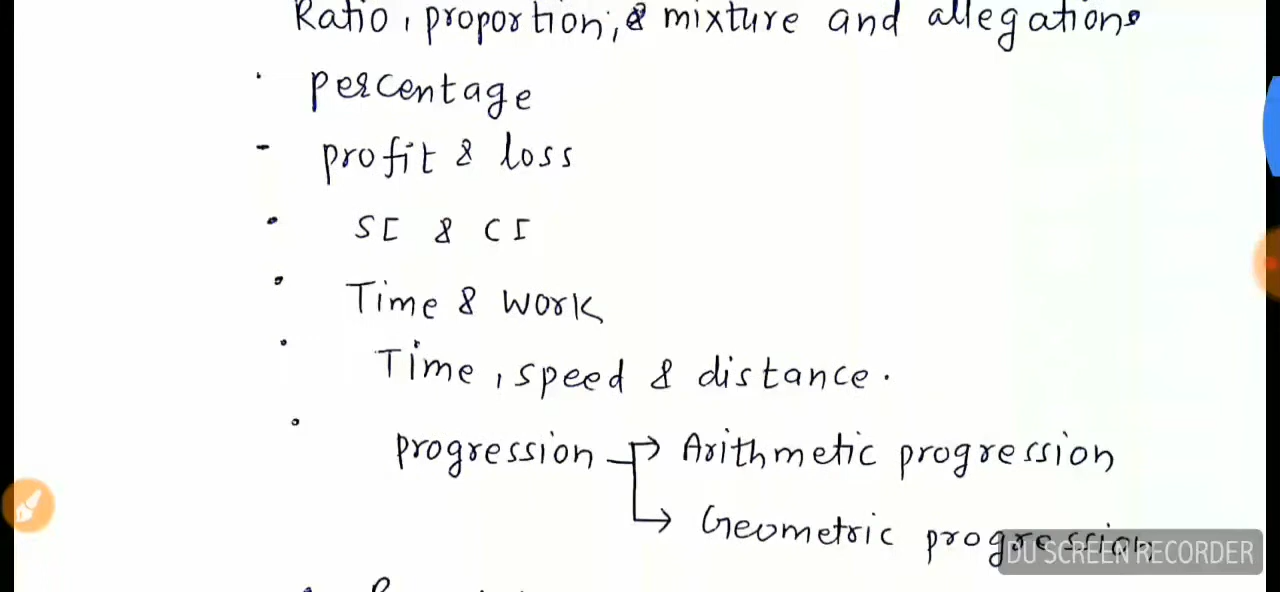 Ratio, proportion, & mixture and allegations
· percentage
- profit & loss
· SI & CI
· Time & work
· Time, speed & distance.
· progression → Arithmetic progression
→ Geometric progression
DU SCREEN RECORDER